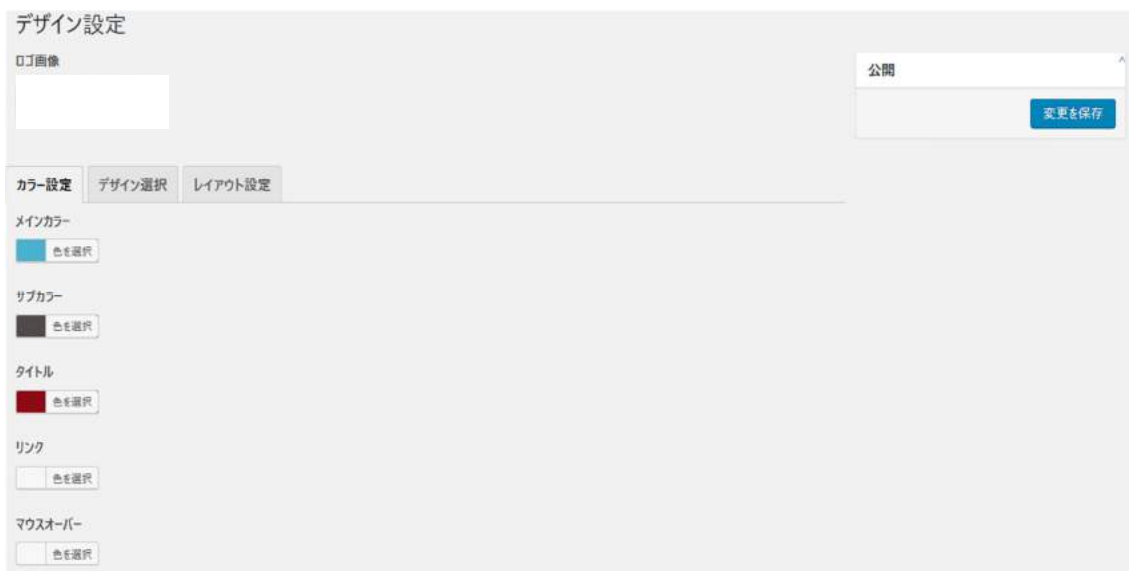 デザイン設定
ロゴ画像
公開
変更を保存
カラー設定 デザイン選択 レイアウト設定
メインカラー
色を選択
サブカラー
色を選択
タイトル
色を選択
リンク
色を選択
マウスオーバー
色を選択